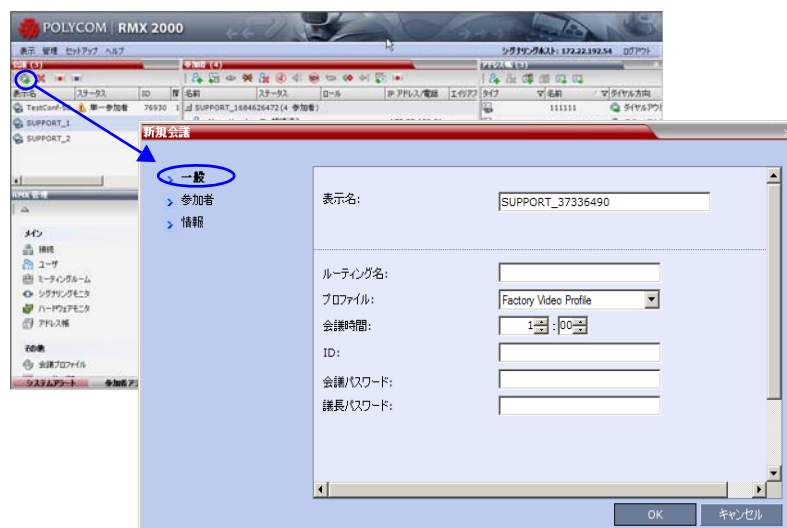 POLYCOM | RMX 2000
表示 管理 セットアップ ヘルプ
シグナリングホスト: 172.22.192.54 ログアウト
会議 (3)
参加者 (4)
アドレス帳 (3)
表示名 ステータス ID
名前 ステータス ロール IP アドレス/電話
タイプ 名前 ダイヤル方向
TestConf-sa 単一参加者 76930
SUPPORT_1684626472 (4 参加者)
111111 ダイヤルアウ
SUPPORT_1
SUPPORT_2
RMX 管理
メイン
接続
ユーザ
ミーティングルーム
シグナリングモニタ
ハードウェアモニタ
アドレス帳
その他
会議プロファイル
システムアラート
新規会議
一般
参加者
情報
表示名:
SUPPORT_37336490
ルーティング名:
プロファイル:
Factory Video Profile
会議時間:
1 : 00
ID:
会議パスワード:
議長パスワード:
OK キャンセル